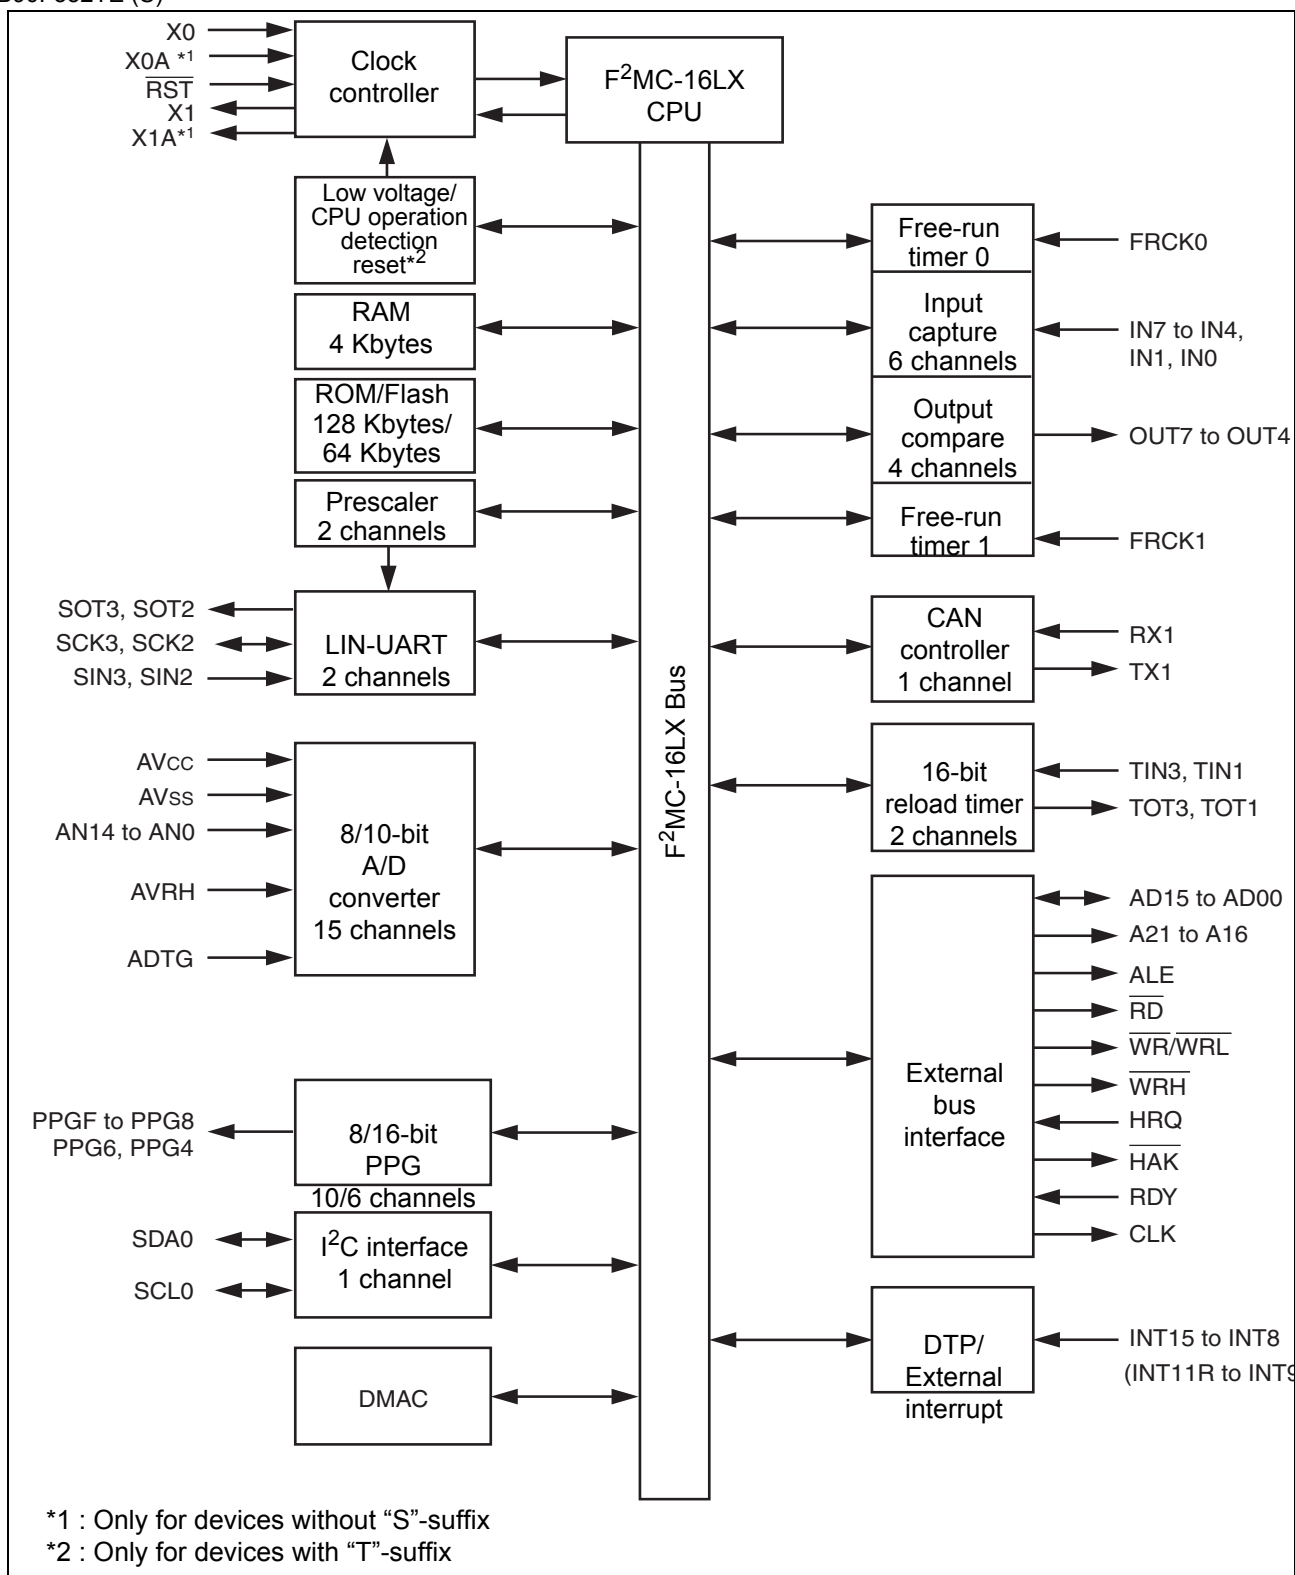 X0
X0A *1
RST
X1
X1A*1
Clock
controller
F2MC-16LX
CPU
Low voltage/
CPU operation
detection
reset*2
RAM
4 Kbytes
ROM/Flash
128 Kbytes/
64 Kbytes
Prescaler
2 channels
SOT3, SOT2
SCK3, SCK2
SIN3, SIN2
LIN-UART
2 channels
AVCC
AVSS
AN14 to AN0
AVRH
ADTG
8/10-bit
A/D
converter
15 channels
PPGF to PPG8
PPG6, PPG4
8/16-bit
PPG
10/6 channels
SDA0
SCL0
I2C interface
1 channel
DMAC
F2MC-16LX Bus
Free-run
timer 0
FRCK0
Input
capture
6 channels
IN7 to IN4,
IN1, IN0
Output
compare
4 channels
OUT7 to OUT4
Free-run
timer 1
FRCK1
CAN
controller
1 channel
RX1
TX1
16-bit
reload timer
2 channels
TIN3, TIN1
TOT3, TOT1
External
bus
interface
AD15 to AD00
A21 to A16
ALE
RD
WR/WRL
WRH
HRQ
HAK
RDY
CLK
DTP/
External
interrupt
INT15 to INT8
(INT11R to INT9
*1 : Only for devices without “S”-suffix
*2 : Only for devices with “T”-suffix